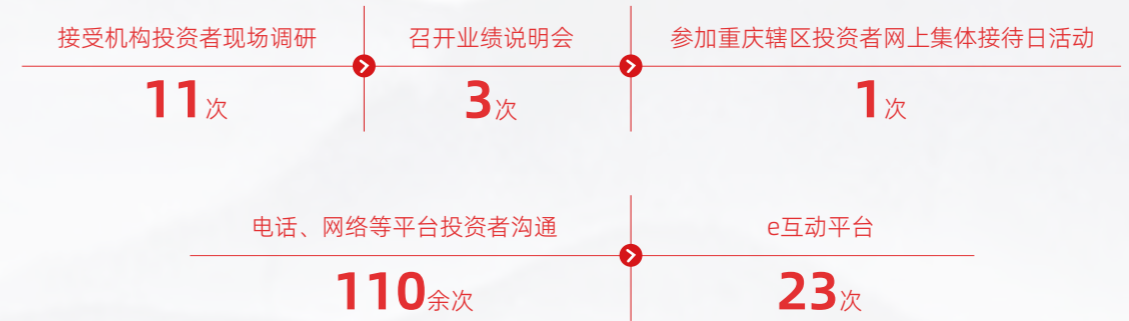 接受机构投资者现场调研
召开业绩说明会
参加重庆辖区投资者网上集体接待日活动
11次
3次
1次
电话、网络等平台投资者沟通
e互动平台
110余次
23次